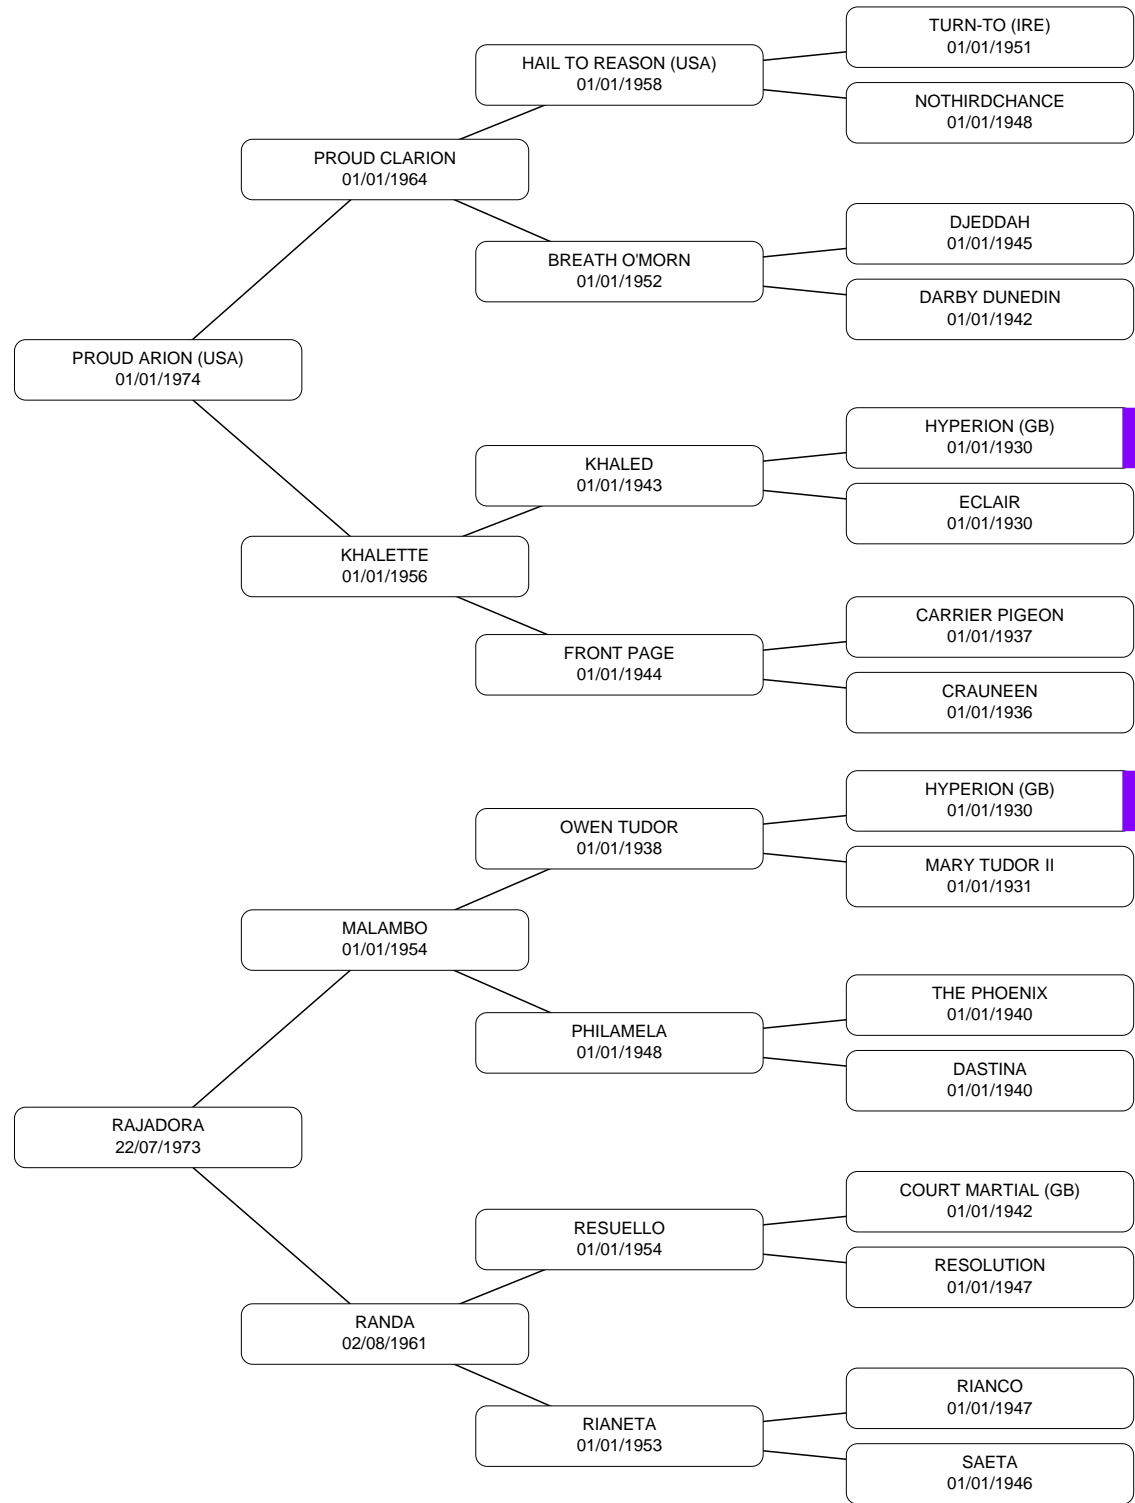 TURN-TO (IRE)
01/01/1951
HAIL TO REASON (USA)
01/01/1958
NOTHIRDCHANCE
01/01/1948
PROUD CLARION
01/01/1964
DJEDDAH
01/01/1945
BREATH O'MORN
01/01/1952
DARBY DUNEDIN
01/01/1942
PROUD ARION (USA)
01/01/1974
HYPERION (GB)
01/01/1930
KHALED
01/01/1943
ECLAIR
01/01/1930
KHALETTE
01/01/1956
CARRIER PIGEON
01/01/1937
FRONT PAGE
01/01/1944
CRAUNEEN
01/01/1936
HYPERION (GB)
01/01/1930
OWEN TUDOR
01/01/1938
MARY TUDOR II
01/01/1931
MALAMBO
01/01/1954
THE PHOENIX
01/01/1940
PHILAMELA
01/01/1948
DASTINA
01/01/1940
RAJADORA
22/07/1973
COURT MARTIAL (GB)
01/01/1942
RESUELLO
01/01/1954
RESOLUTION
01/01/1947
RANDA
02/08/1961
RIANCO
01/01/1947
RIANETA
01/01/1953
SAETA
01/01/1946